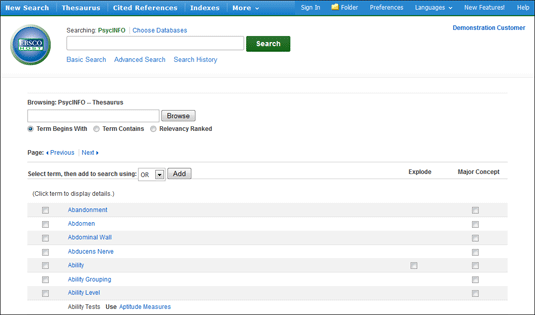 New Search Thesaurus Cited References Indexes More Sign In Folder Preferences Languages New Features! Help
Searching: PsycINFO Choose Databases
Demonstration Customer
EBSCO
HOST
Search
Basic Search Advanced Search Search History
Browsing: PsycINFO -- Thesaurus
Browse
Term Begins With Term Contains Relevancy Ranked
Page: Previous Next
Select term, then add to search using: OR Add Explode Major Concept
(Click term to display details.)
Abandonment
Abdomen
Abdominal Wall
Abducens Nerve
Ability
Ability Grouping
Ability Level
Ability Tests Use Aptitude Measures